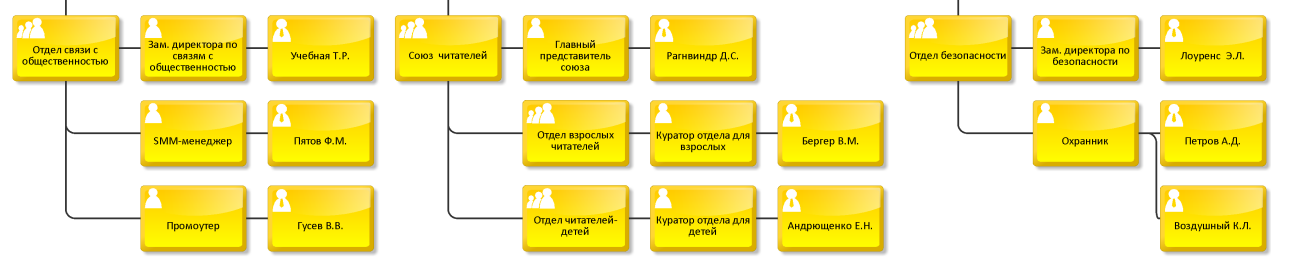 Отдел связи с
общественностью
Зам. директора по
связям с
общественностью
Учебная Т.Р.
SMM-менеджер
Пятов Ф.М.
Промоутер
Гусев В.В.
Союз  читателей
Главный
представитель
союза
Рагнвиндр Д.С.
Отдел взрослых
читателей
Куратор отдела для
взрослых
Бергер В.М.
Отдел читателей-
детей
Куратор отдела для
детей
Андрющенко Е.Н.
Отдел безопасности
Зам. директора по
безопасности
Лоуренс  Э.Л.
Охранник
Петров А.Д.
Воздушный К.Л.